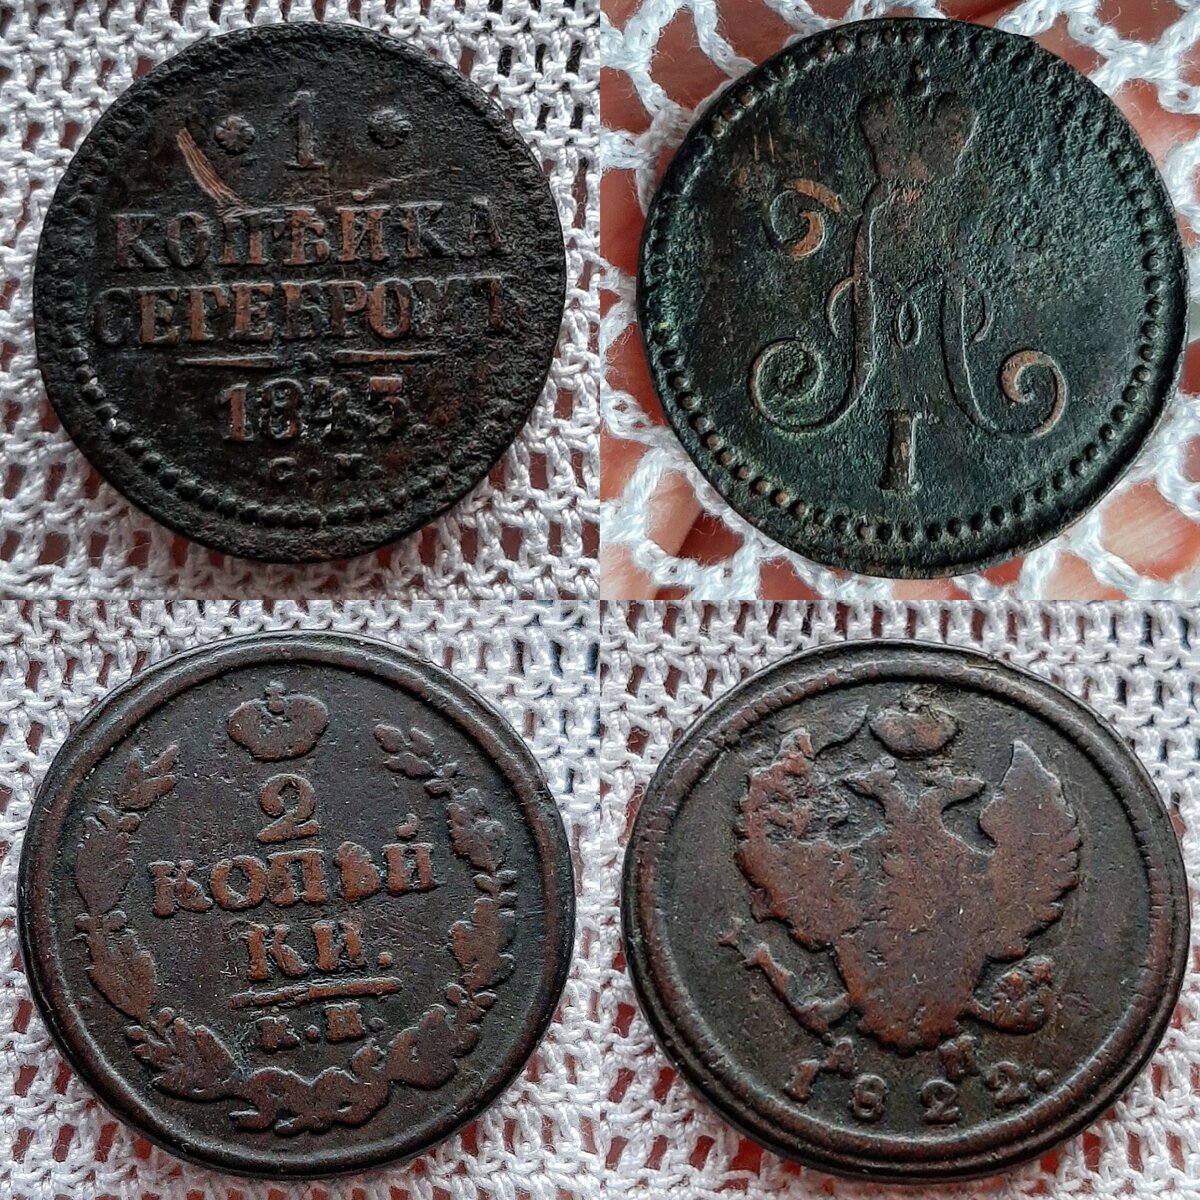 1
КОПѢЙКА
СЕРЕБРОМЪ
1843
С.М.
I
2
КОПѢЙ
КИ.
К.М.
А М
1822.